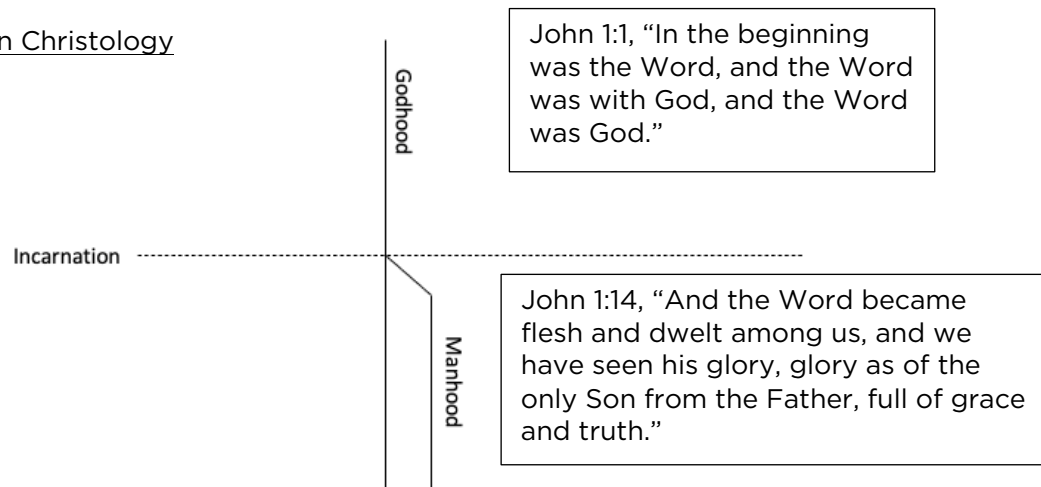 n Christology
Godhood
John 1:1, “In the beginning
was the Word, and the Word
was with God, and the Word
was God.”
Incarnation
Manhood
John 1:14, “And the Word became
flesh and dwelt among us, and we
have seen his glory, glory as of the
only Son from the Father, full of grace
and truth.”